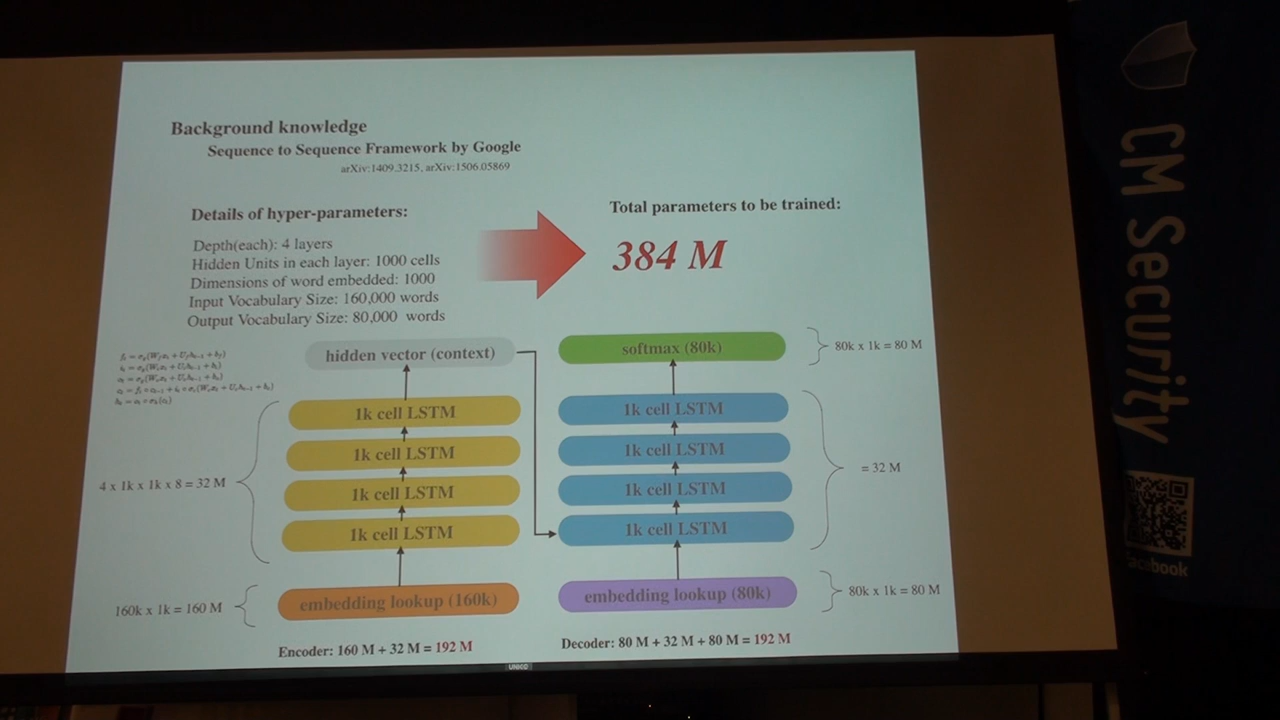 Background knowledge
Sequence to Sequence Framework by Google
arXiv:1409.3215, arXiv:1506.05869
Details of hyper-parameters:
Depth(each): 4 layers
Hidden Units in each layer: 1000 cells
Dimensions of word embedded: 1000
Input Vocabulary Size: 160,000 words
Output Vocabulary Size: 80,000 words
Total parameters to be trained:
384 M
hidden vector (context)
1k cell LSTM
1k cell LSTM
1k cell LSTM
1k cell LSTM
embedding lookup (160k)
4 x 1k x 1k x 8 = 32 M
160k x 1k = 160 M
Encoder: 160 M + 32 M = 192 M
softmax (80k)
1k cell LSTM
1k cell LSTM
1k cell LSTM
1k cell LSTM
embedding lookup (80k)
80k x 1k = 80 M
= 32 M
80k x 1k = 80 M
Decoder: 80 M + 32 M + 80 M = 192 M
CM Security
facebook